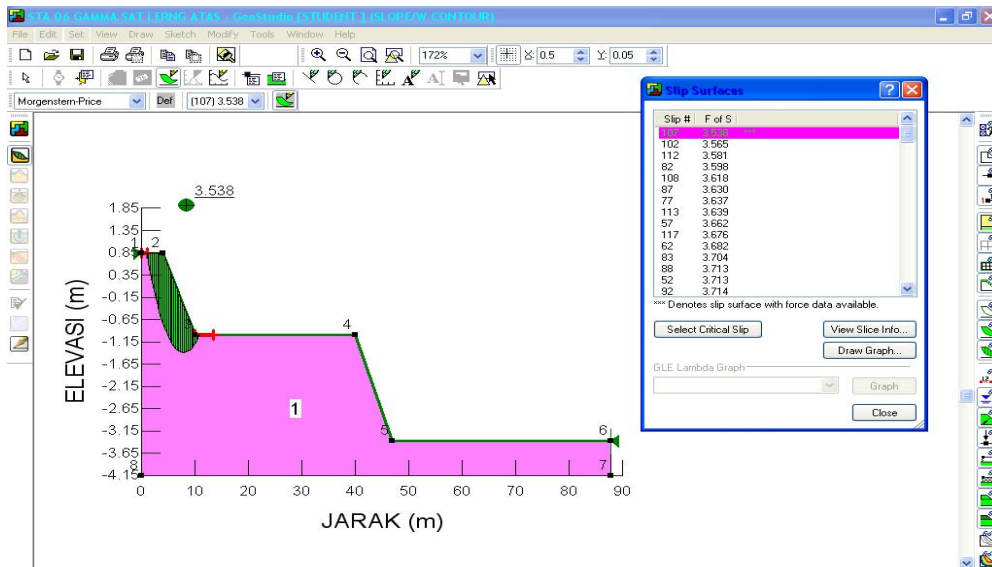 STA 06 GAMMA SAT LERNG ATAS - GeoStudio [STUDENT ] (SLOPE/W CONTOUR)
File Edit Set View Draw Sketch Modify Tools Window Help
172% X: 0.5 Y: 0.05
Morgenstern-Price Def (107) 3.538
3.538
1.85
1.35
0.85
0.35
-0.15
-0.65
-1.15
-1.65
-2.15
-2.65
-3.15
-3.65
-4.15
ELEVASI (m)
1 2
4
1
5 6
8 7
0 10 20 30 40 50 60 70 80 90
JARAK (m)
Slip Surfaces
Slip # F of S
107 3.538 ***
102 3.565
112 3.581
82 3.598
108 3.618
87 3.630
77 3.637
113 3.639
57 3.662
117 3.676
62 3.682
83 3.704
88 3.713
52 3.713
92 3.714
*** Denotes slip surface with force data available.
Select Critical Slip View Slice Info...
Draw Graph...
GLE Lambda Graph
Graph
Close